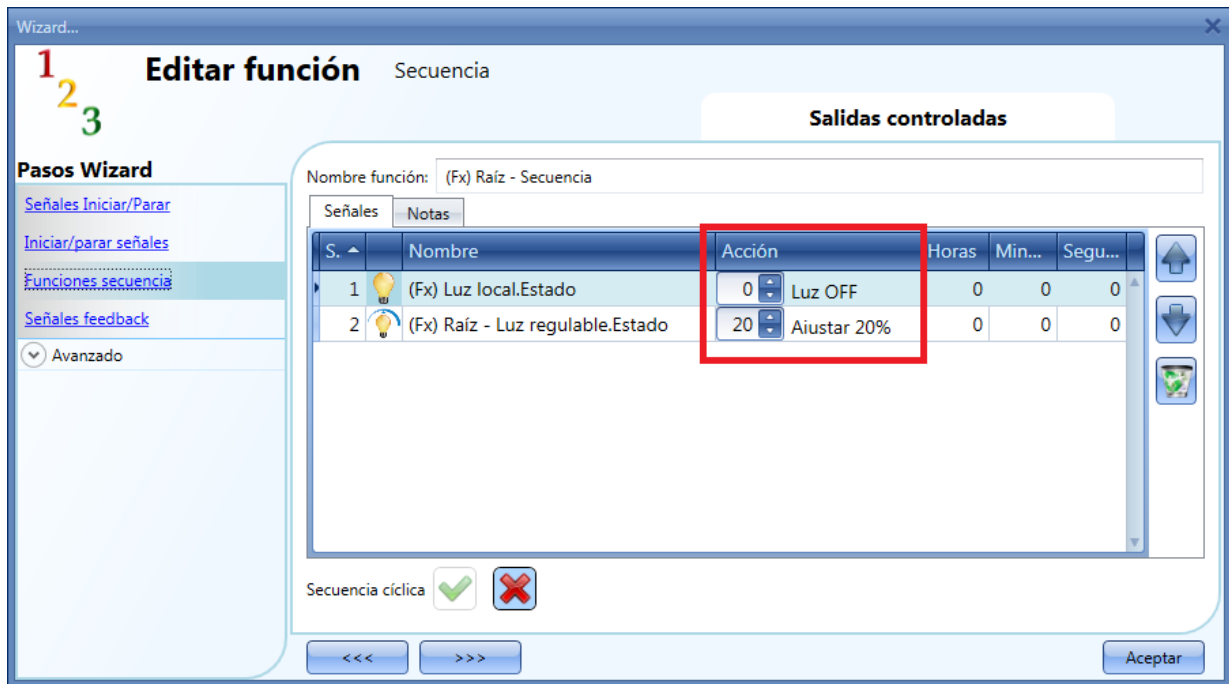 Wizard...
1
2
3
Editar función Secuencia
Salidas controladas
Pasos Wizard
Señales Iniciar/Parar
Iniciar/parar señales
Funciones secuencia
Señales feedback
Avanzado
Nombre función: (Fx) Raíz - Secuencia
Señales Notas
S. Nombre Acción Horas Min... Segu...
1 (Fx) Luz local.Estado 0 Luz OFF 0 0 0
2 (Fx) Raíz - Luz regulable.Estado 20 Aiustar 20% 0 0 0
Secuencia cíclica
<<< >>> Aceptar